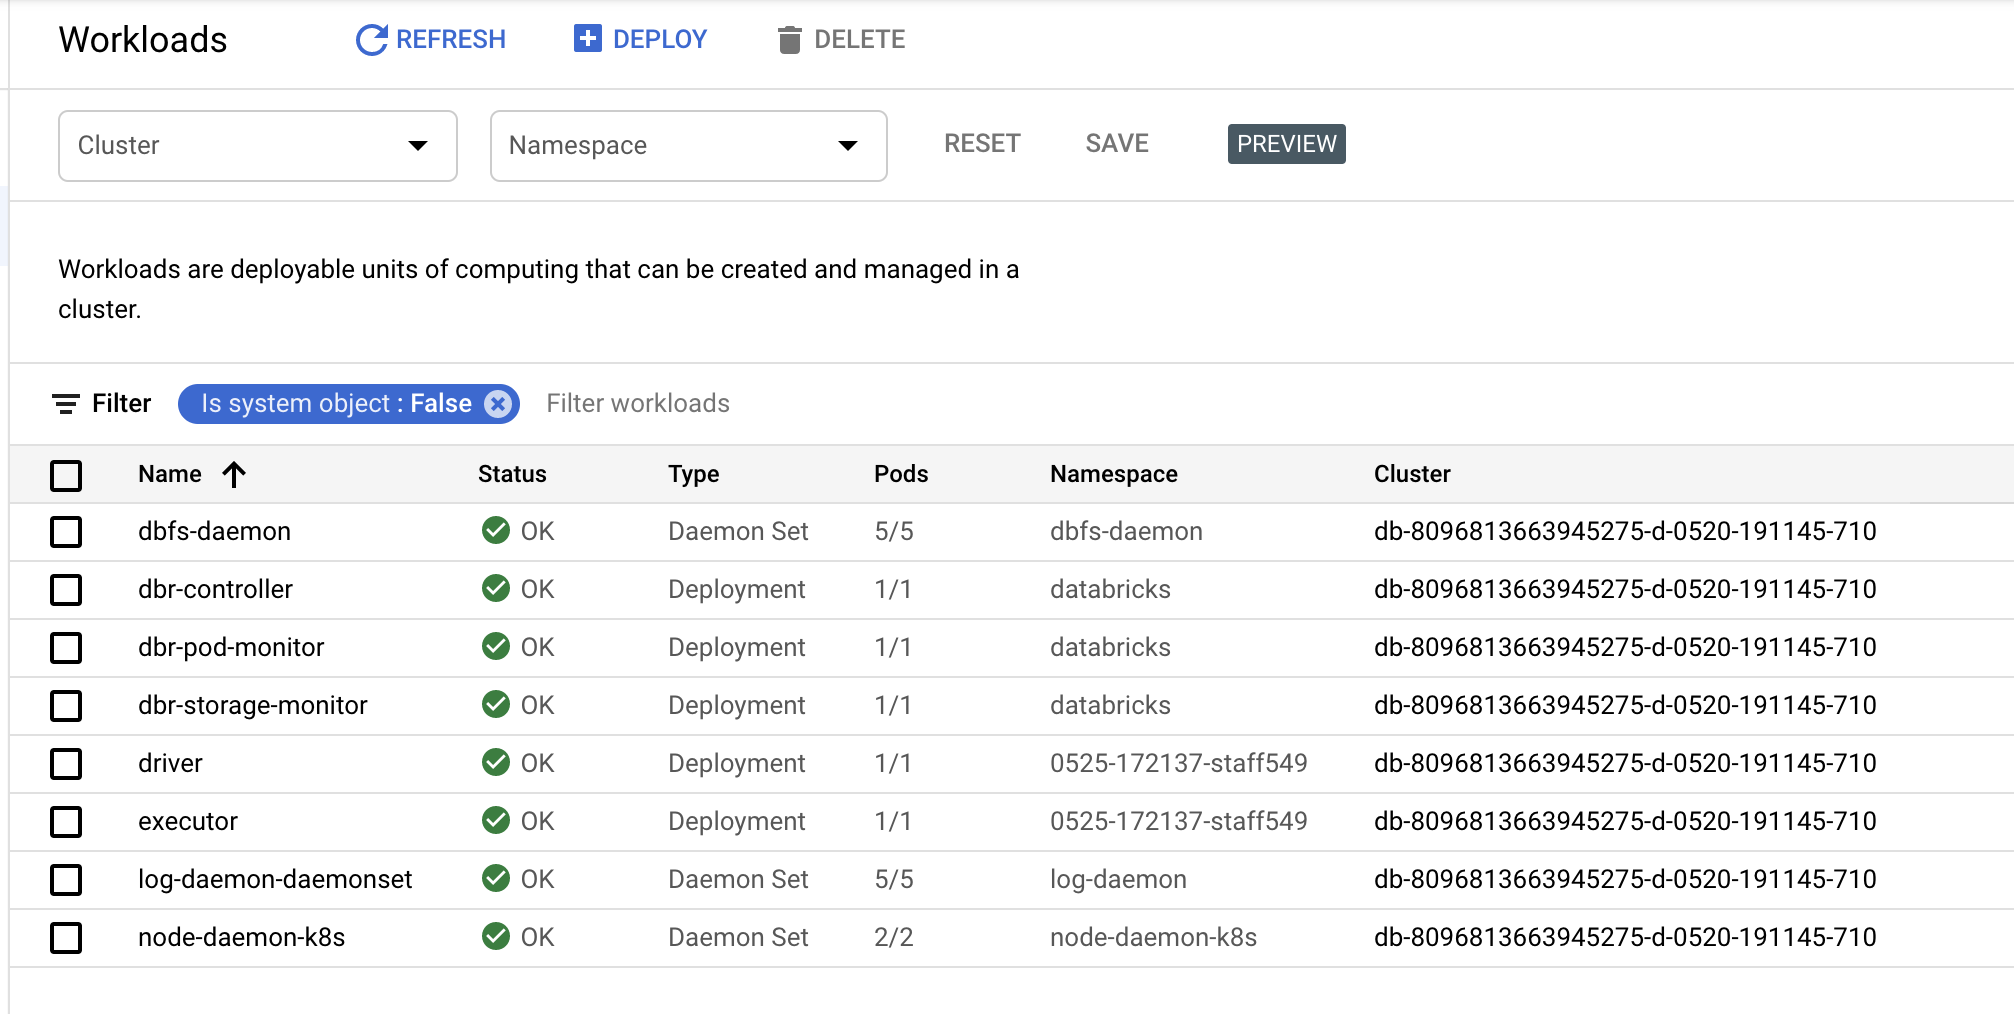 Workloads REFRESH DEPLOY DELETE
Cluster Namespace RESET SAVE PREVIEW
Workloads are deployable units of computing that can be created and managed in a
cluster.
Filter Is system object : False Filter workloads
Name Status Type Pods Namespace Cluster
dbfs-daemon OK Daemon Set 5/5 dbfs-daemon db-8096813663945275-d-0520-191145-710
dbr-controller OK Deployment 1/1 databricks db-8096813663945275-d-0520-191145-710
dbr-pod-monitor OK Deployment 1/1 databricks db-8096813663945275-d-0520-191145-710
dbr-storage-monitor OK Deployment 1/1 databricks db-8096813663945275-d-0520-191145-710
driver OK Deployment 1/1 0525-172137-staff549 db-8096813663945275-d-0520-191145-710
executor OK Deployment 1/1 0525-172137-staff549 db-8096813663945275-d-0520-191145-710
log-daemon-daemonset OK Daemon Set 5/5 log-daemon db-8096813663945275-d-0520-191145-710
node-daemon-k8s OK Daemon Set 2/2 node-daemon-k8s db-8096813663945275-d-0520-191145-710